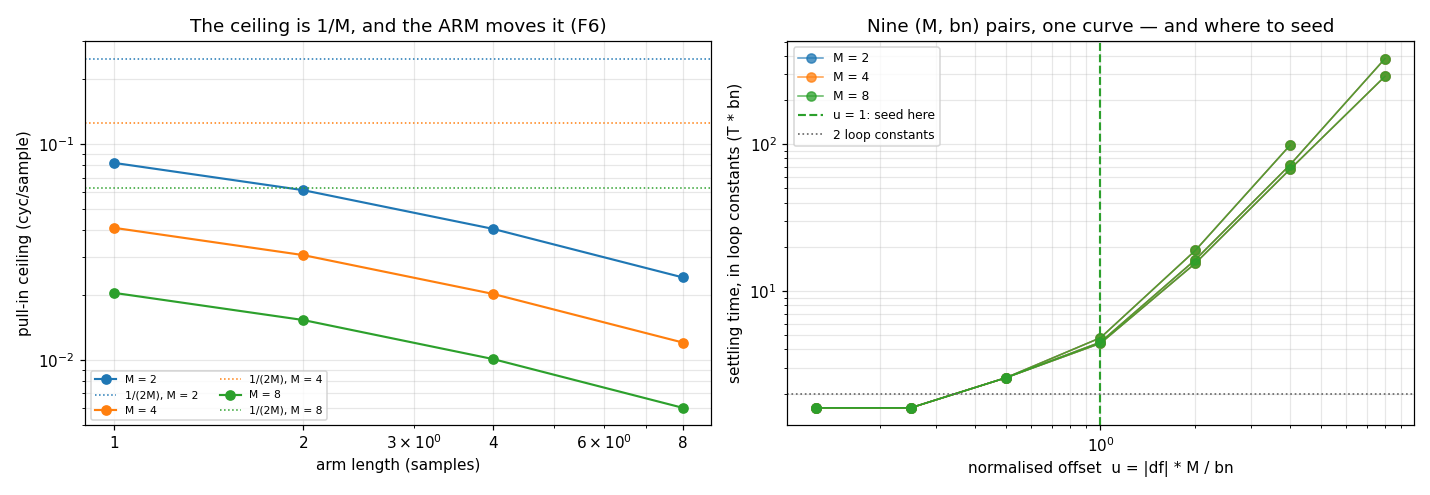 The ceiling is 1/M, and the ARM moves it (F6)
pull-in ceiling (cyc/sample)
10⁻¹
10⁻²
M = 2
1/(2M), M = 2
M = 4
1/(2M), M = 4
M = 8
1/(2M), M = 8
1
2
3 × 10⁰
4
6 × 10⁰
8
arm length (samples)
Nine (M, bn) pairs, one curve — and where to seed
settling time, in loop constants (T * bn)
10²
10¹
M = 2
M = 4
M = 8
u = 1: seed here
2 loop constants
10⁰
normalised offset u = |df| * M / bn